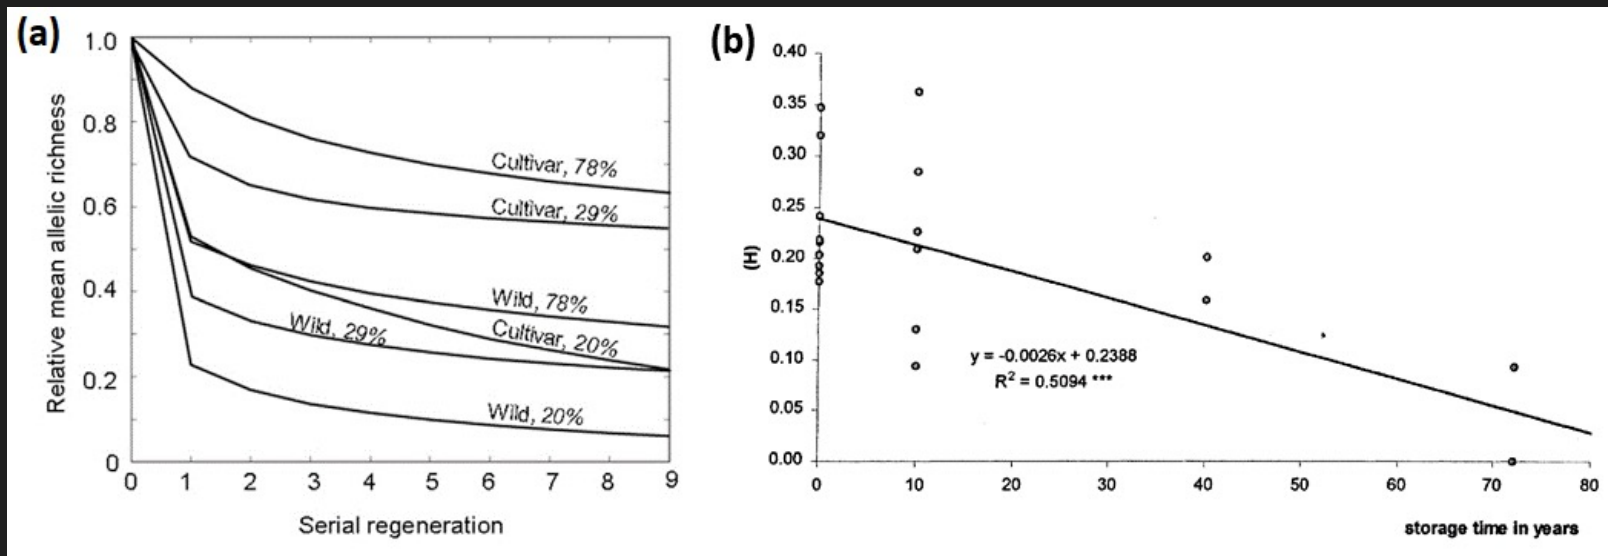 (a)
Relative mean allelic richness
1.0
0.8
0.6
0.4
0.2
0
Cultivar, 78%
Cultivar, 29%
Wild, 78%
Cultivar, 20%
Wild, 29%
Wild, 20%
0 1 2 3 4 5 6 7 8 9
Serial regeneration
(b)
(H)
0.40
0.35
0.30
0.25
0.20
0.15
0.10
0.05
0.00
y = -0.0026x + 0.2388
R² = 0.5094 ***
0 10 20 30 40 50 60 70 80
storage time in years